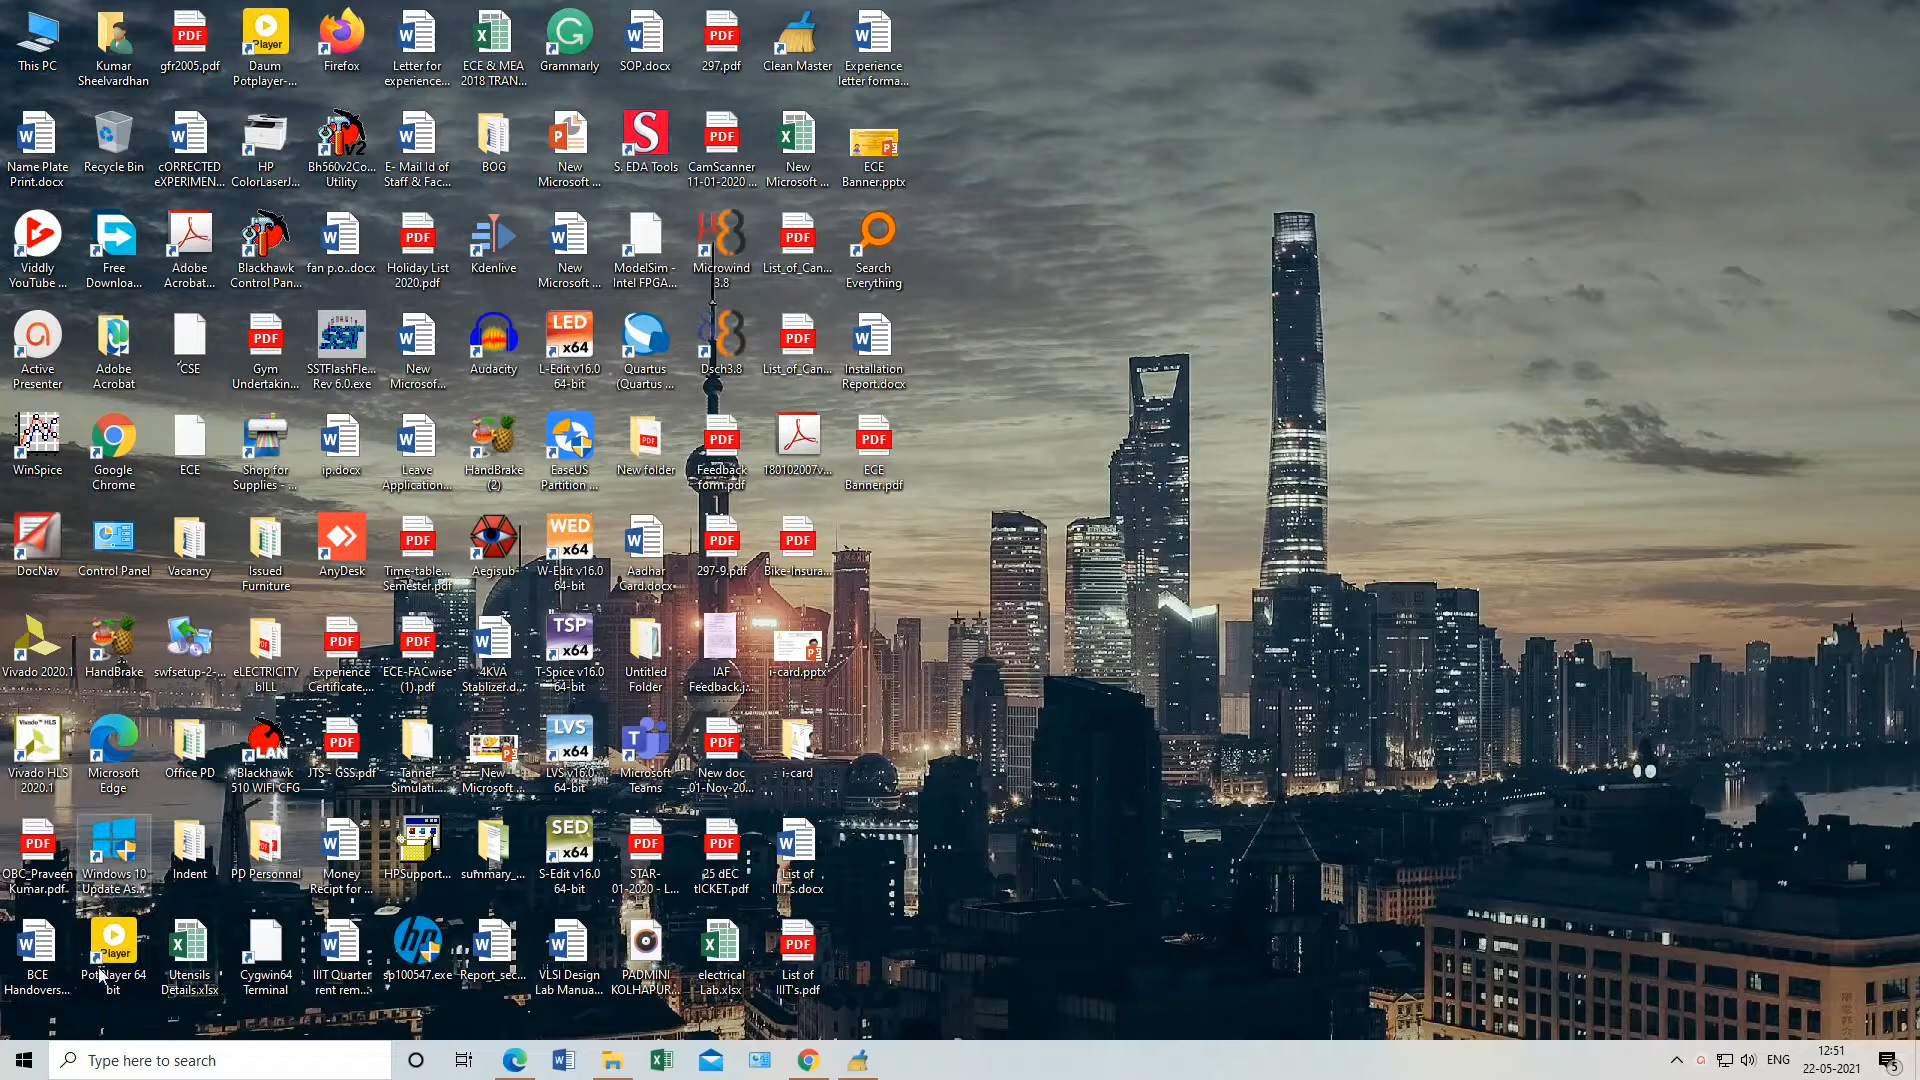 This PC
Kumar
Sheelvardhan
gfr2005.pdf
Daum
Potplayer-...
Firefox
Letter for
experience...
ECE & MEA
2018 TRAN...
Grammarly
SOP.docx
297.pdf
Clean Master
Experience
letter forma...
Name Plate
Print.docx
Recycle Bin
cORRECTED
eXPERIMEN...
HP
ColorLaserJ...
Bh560v2Co...
Utility
E- Mail Id of
Staff & Fac...
BOG
New
Microsoft ...
S. EDA Tools
CamScanner
11-01-2020 ...
New
Microsoft ...
ECE
Banner.pptx
Viddly
YouTube ...
Free
Downloa...
Adobe
Acrobat...
Blackhawk
Control Pan...
fan p.o..docx
Holiday List
2020.pdf
Kdenlive
New
Microsoft ...
ModelSim -
Intel FPGA...
Microwind
3.8
List_of_Can...
Search
Everything
Active
Presenter
Adobe
Acrobat
CSE
Gym
Undertakin...
SSTFlashFle...
Rev 6.0.exe
New
Microsof...
Audacity
L-Edit v16.0
64-bit
Quartus
(Quartus ...
Dsch3.8
List_of_Can...
Installation
Report.docx
WinSpice
Google
Chrome
ECE
Shop for
Supplies - ...
ip.docx
Leave
Application...
HandBrake
(2)
EaseUS
Partition ...
New folder
Feedback
form.pdf
180102007v...
ECE
Banner.pdf
DocNav
Control Panel
Vacancy
Issued
Furniture
AnyDesk
Time-table...
Semester.pdf
Aegisub
W-Edit v16.0
64-bit
Aadhar
Card.docx
297-9.pdf
Bike-Insura...
Vivado 2020.1
HandBrake
swfsetup-2-...
eLECTRICITY
bILL
Experience
Certificate....
ECE-FACwise
(1).pdf
4KVA
Stablizer.d...
T-Spice v16.0
64-bit
Untitled
Folder
IAF
Feedback.j...
i-card.pptx
Vivado HLS
2020.1
Microsoft
Edge
Office PD
Blackhawk
510 WIFI CFG
JTS - GSS.pdf
Tanner
Simulati...
New
Microsoft ...
LVS v16.0
64-bit
Microsoft
Teams
New doc
01-Nov-20...
i-card
OBC_Praveen
Kumar.pdf
Windows 10
Update As...
Indent
PD Personnal
Money
Recipt for ...
HPSupport...
summary_...
S-Edit v16.0
64-bit
STAR-
01-2020 - L...
25 dEC
tICKET.pdf
List of
IIIT's.docx
BCE
Handovers...
PotPlayer 64
bit
Utensils
Details.xlsx
Cygwin64
Terminal
IIIT Quarter
rent rem...
sp100547.exe
Report_sec...
VLSI Design
Lab Manua...
PADMINI
KOLHAPUR...
electrical
Lab.xlsx
List of
IIIT's.pdf
Type here to search
ENG
12:51
22-05-2021
5